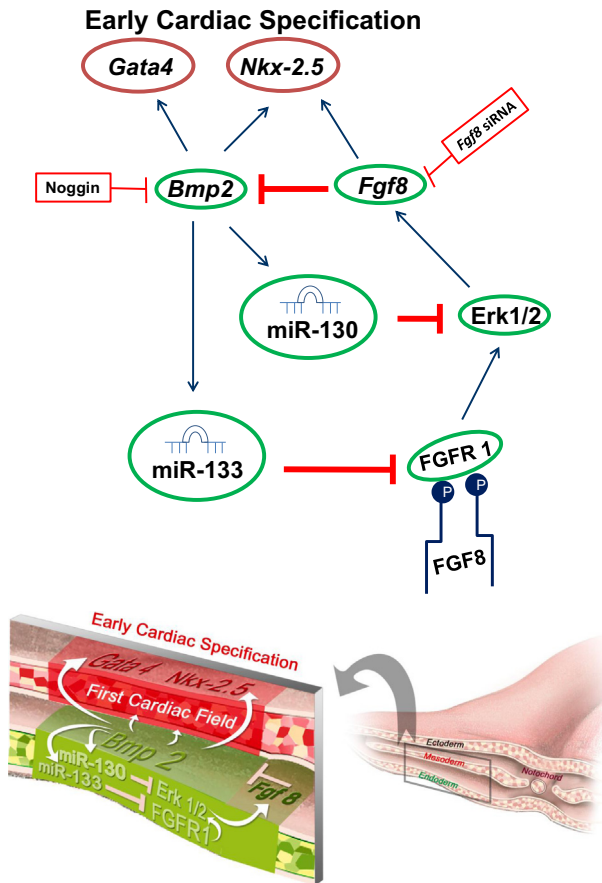 Early Cardiac Specification
Gata4
Nkx-2.5
Fgf8 siRNA
Noggin
Bmp2
Fgf8
miR-130
Erk1/2
miR-133
FGFR 1
P
P
FGF8
Early Cardiac Specification
Gata 4 Nkx-2.5
First Cardiac Field
Bmp 2
miR-130
miR-133
Erk 1/2
FGFR1
Fgf 8
Ectoderm
Mesoderm
Endoderm
Notochord